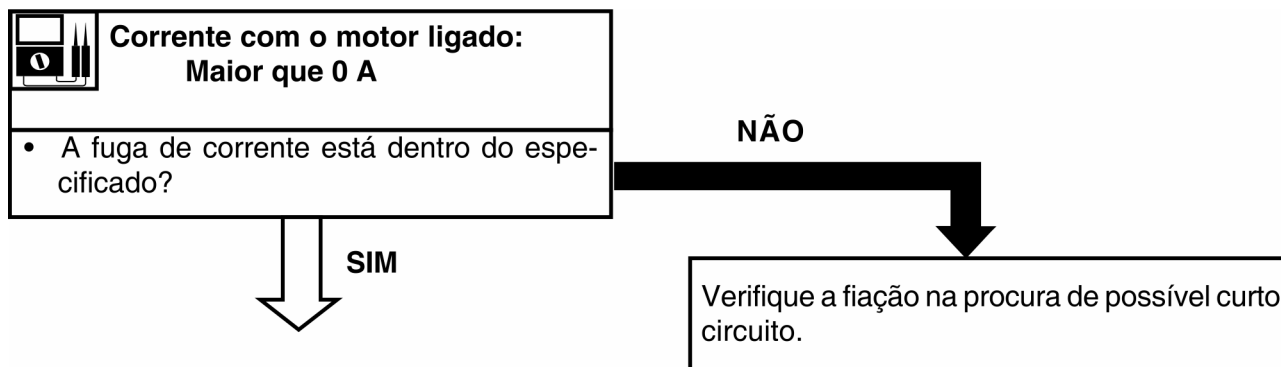 Corrente com o motor ligado:
Maior que 0 A
• A fuga de corrente está dentro do espe-
cificado?
NÃO
SIM
Verifique a fiação na procura de possível curto
circuito.